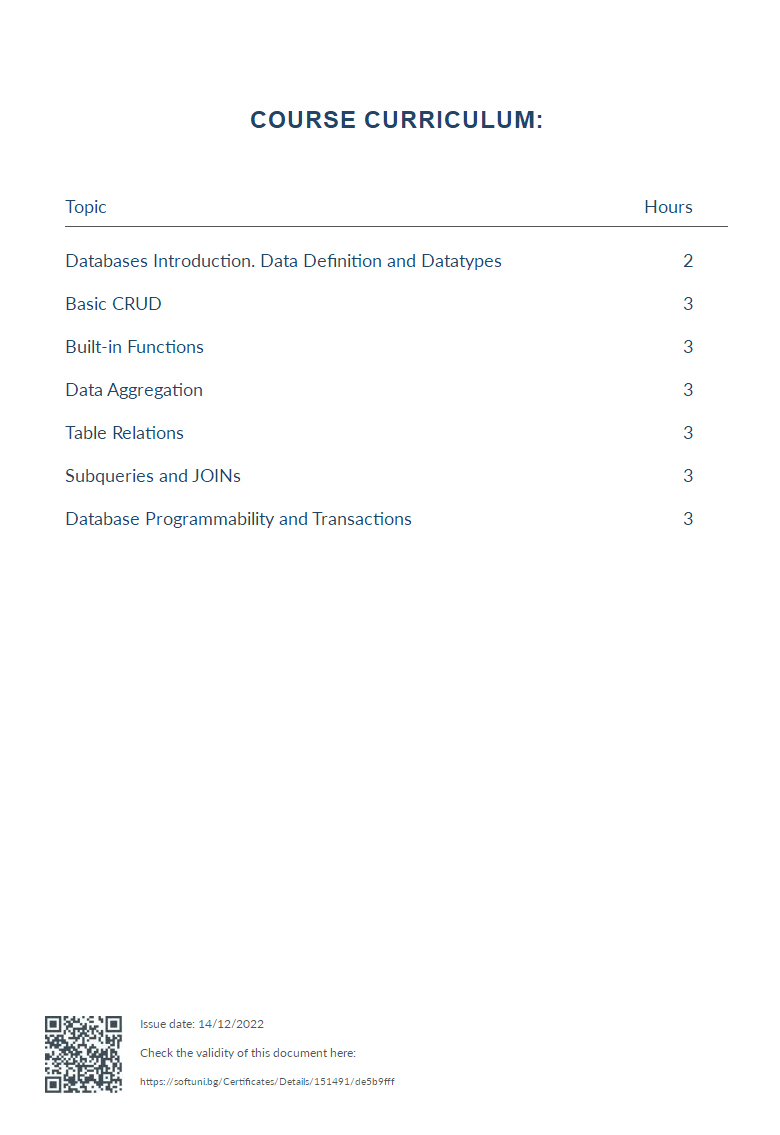 COURSE CURRICULUM:
Topic Hours
Databases Introduction. Data Definition and Datatypes 2
Basic CRUD 3
Built-in Functions 3
Data Aggregation 3
Table Relations 3
Subqueries and JOINs 3
Database Programmability and Transactions 3
Issue date: 14/12/2022
Check the validity of this document here:
https://softuni.bg/Certificates/Details/151491/de5b9fff